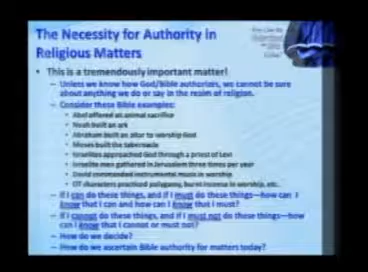 The Necessity for Authority in
Religious Matters
• This is a tremendously important matter!
– Unless we know how God/Bible authorizes, we cannot be sure
about anything we do or say in the realm of religion.
– Consider these Bible examples:
• Abel offered an animal sacrifice
• Noah built an ark
• Abraham built an altar to worship God
• Moses built the tabernacle
• Israelites approached God through a priest of Levi
• Israelite men gathered in Jerusalem three times per year
• David commanded instrumental music in worship
• OT characters practiced polygamy, burnt incense in worship, etc.
– If I can do these things, and if I must do these things—how can I
know that I can and how can I know that I must?
– If I cannot do these things, and if I must not do these things—how
can I know that I cannot or must not?
– How do we decide?
– How do we ascertain Bible authority for matters today?